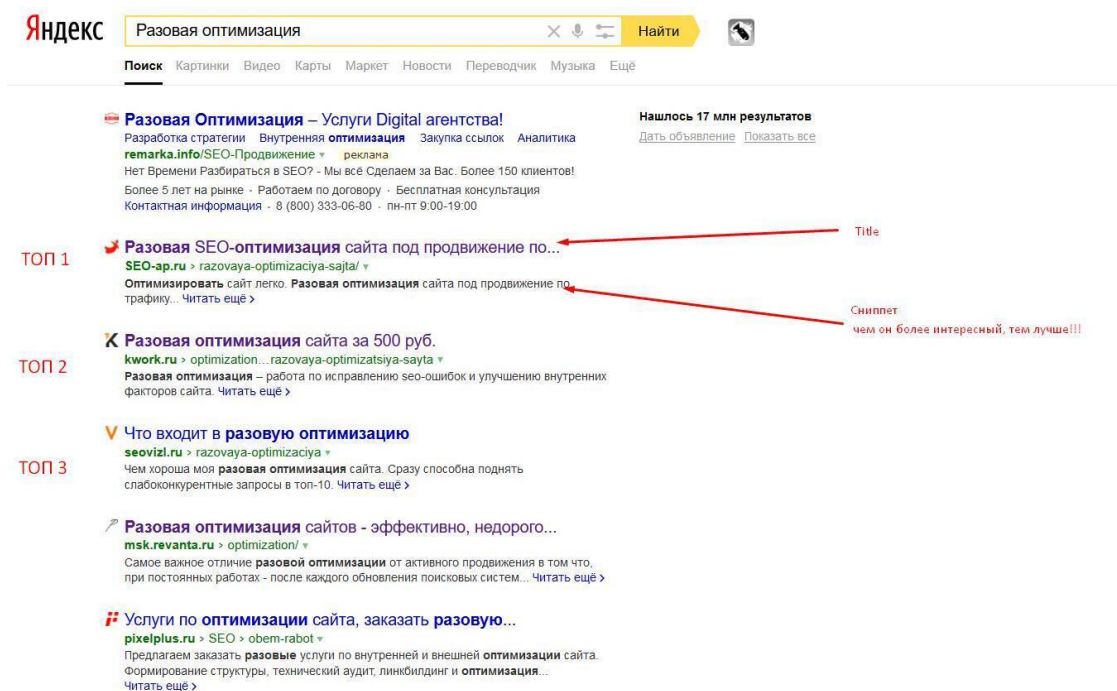 Яндекс
Разовая оптимизация
Найти
Поиск Картинки Видео Карты Маркет Новости Переводчик Музыка Ещё
Разовая Оптимизация – Услуги Digital агентства!
Разработка стратегии Внутренняя оптимизация Закупка ссылок Аналитика
remarka.info/SEO-Продвижение реклама
Нет Времени Разбираться в SEO? - Мы всё Сделаем за Вас. Более 150 клиентов!
Более 5 лет на рынке · Работаем по договору · Бесплатная консультация
Контактная информация · 8 (800) 333-06-80 · пн-пт 9:00-19:00
Нашлось 17 млн результатов
Дать объявление Показать все
ТОП 1
Разовая SEO-оптимизация сайта под продвижение по...
SEO-ap.ru › razovaya-optimizaciya-sajta/
Оптимизировать сайт легко. Разовая оптимизация сайта под продвижение по
трафику... Читать ещё ›
Title
Сниппет
чем он более интересный, тем лучше!!!
ТОП 2
Разовая оптимизация сайта за 500 руб.
kwork.ru › optimization…razovaya-optimizatsiya-sayta
Разовая оптимизация – работа по исправлению seo-ошибок и улучшению внутренних
факторов сайта. Читать ещё ›
ТОП 3
Что входит в разовую оптимизацию
seovizl.ru › razovaya-optimizaciya
Чем хороша моя разовая оптимизация сайта. Сразу способна поднять
слабоконкурентные запросы в топ-10. Читать ещё ›
Разовая оптимизация сайтов - эффективно, недорого...
msk.revanta.ru › optimization/
Самое важное отличие разовой оптимизации от активного продвижения в том что,
при постоянных работах - после каждого обновления поисковых систем... Читать ещё ›
Услуги по оптимизации сайта, заказать разовую...
pixelplus.ru › SEO › obem-rabot
Предлагаем заказать разовые услуги по внутренней и внешней оптимизации сайта.
Формирование структуры, технический аудит, линкбилдинг и оптимизация...
Читать ещё ›